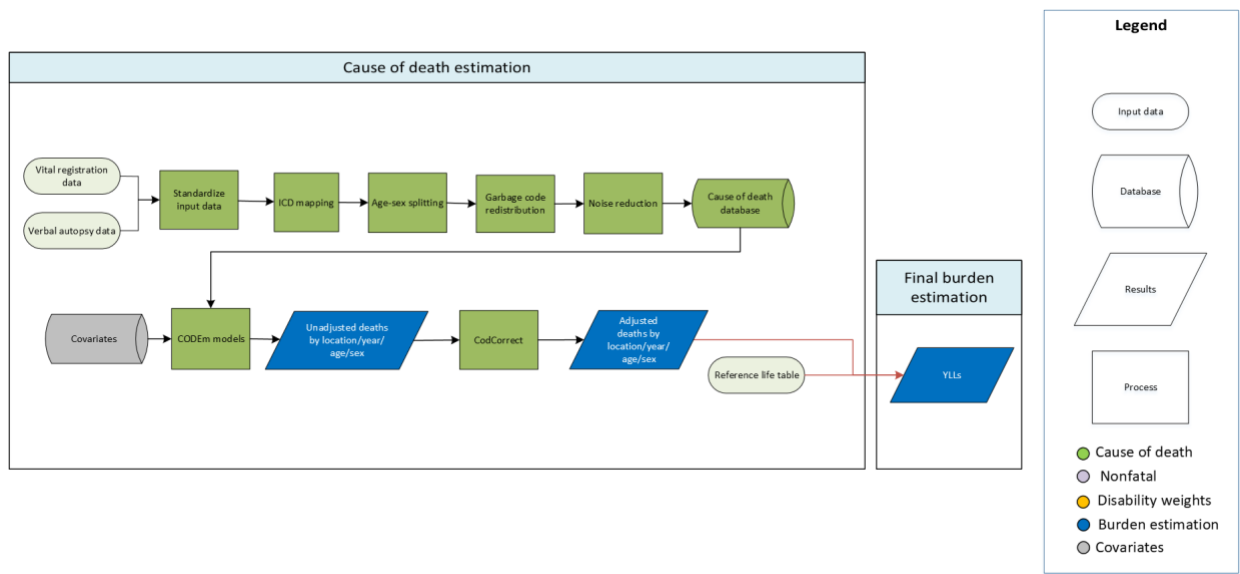 Legend
Cause of death estimation
Input data
Vital registration
data
Verbal autopsy data
Standardize
input data
ICD mapping
Age-sex splitting
Garbage code
redistribution
Noise reduction
Cause of death
database
Database
Final burden
estimation
Results
Covariates
CODEm models
Unadjusted deaths
by location/year/
age/sex
CodCorrect
Adjusted
deaths by
location/year/
age/sex
Reference life table
YLLs
Process
Cause of death
Nonfatal
Disability weights
Burden estimation
Covariates